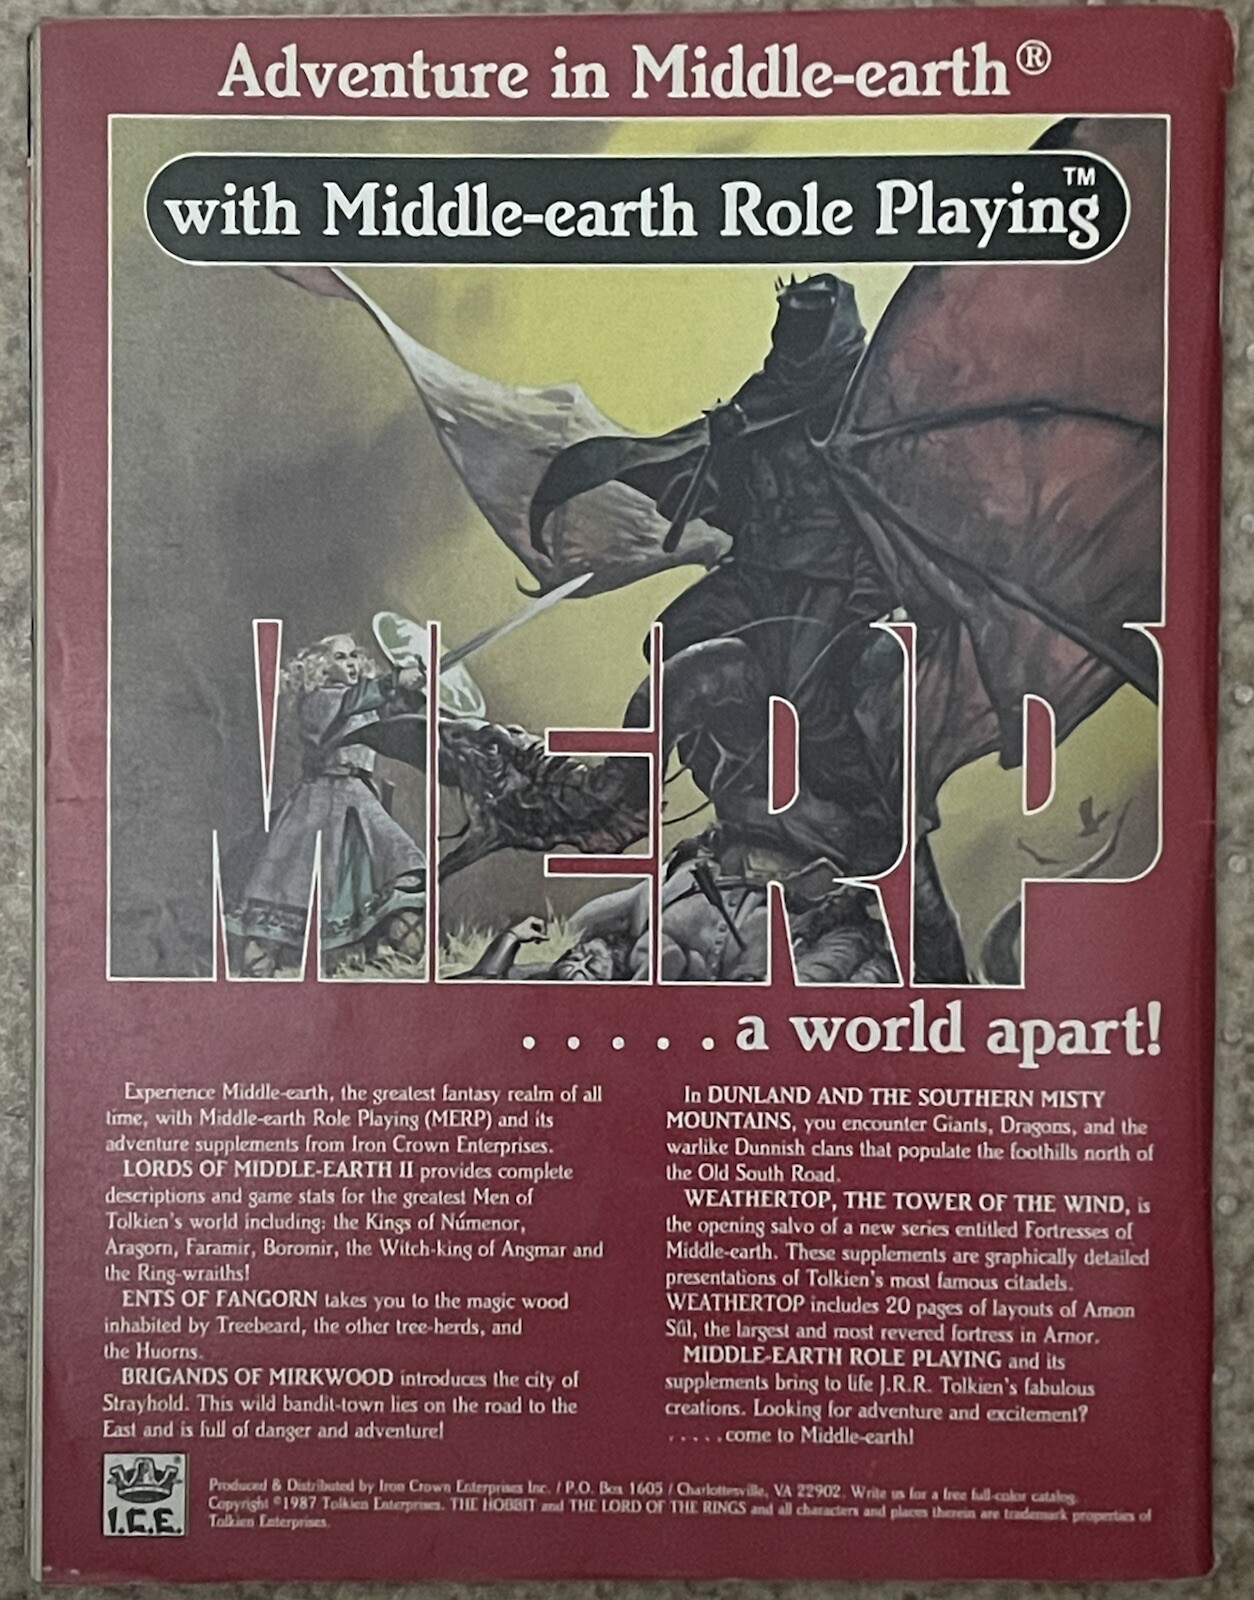 Adventure in Middle-earth®
with Middle-earth Role Playing™
MERP
. . . . . a world apart!
Experience Middle-earth, the greatest fantasy realm of all
time, with Middle-earth Role Playing (MERP) and its
adventure supplements from Iron Crown Enterprises.
LORDS OF MIDDLE-EARTH II provides complete
descriptions and game stats for the greatest Men of
Tolkien's world including: the Kings of Númenor,
Aragorn, Faramir, Boromir, the Witch-king of Angmar and
the Ring-wraiths!
ENTS OF FANGORN takes you to the magic wood
inhabited by Treebeard, the other tree-herds, and
the Huorns.
BRIGANDS OF MIRKWOOD introduces the city of
Strayhold. This wild bandit-town lies on the road to the
East and is full of danger and adventure!
In DUNLAND AND THE SOUTHERN MISTY
MOUNTAINS, you encounter Giants, Dragons, and the
warlike Dunnish clans that populate the foothills north of
the Old South Road.
WEATHERTOP, THE TOWER OF THE WIND, is
the opening salvo of a new series entitled Fortresses of
Middle-earth. These supplements are graphically detailed
presentations of Tolkien's most famous citadels.
WEATHERTOP includes 20 pages of layouts of Amon
Sûl, the largest and most revered fortress in Arnor.
MIDDLE-EARTH ROLE PLAYING and its
supplements bring to life J.R.R. Tolkien's fabulous
creations. Looking for adventure and excitement?
. . . . . come to Middle-earth!
I.C.E.®
Produced & Distributed by Iron Crown Enterprises Inc. / P.O. Box 1605 / Charlottesville, VA 22902. Write us for a free full-color catalog.
Copyright ©1987 Tolkien Enterprises. THE HOBBIT and THE LORD OF THE RINGS and all characters and places therein are trademark properties of
Tolkien Enterprises.